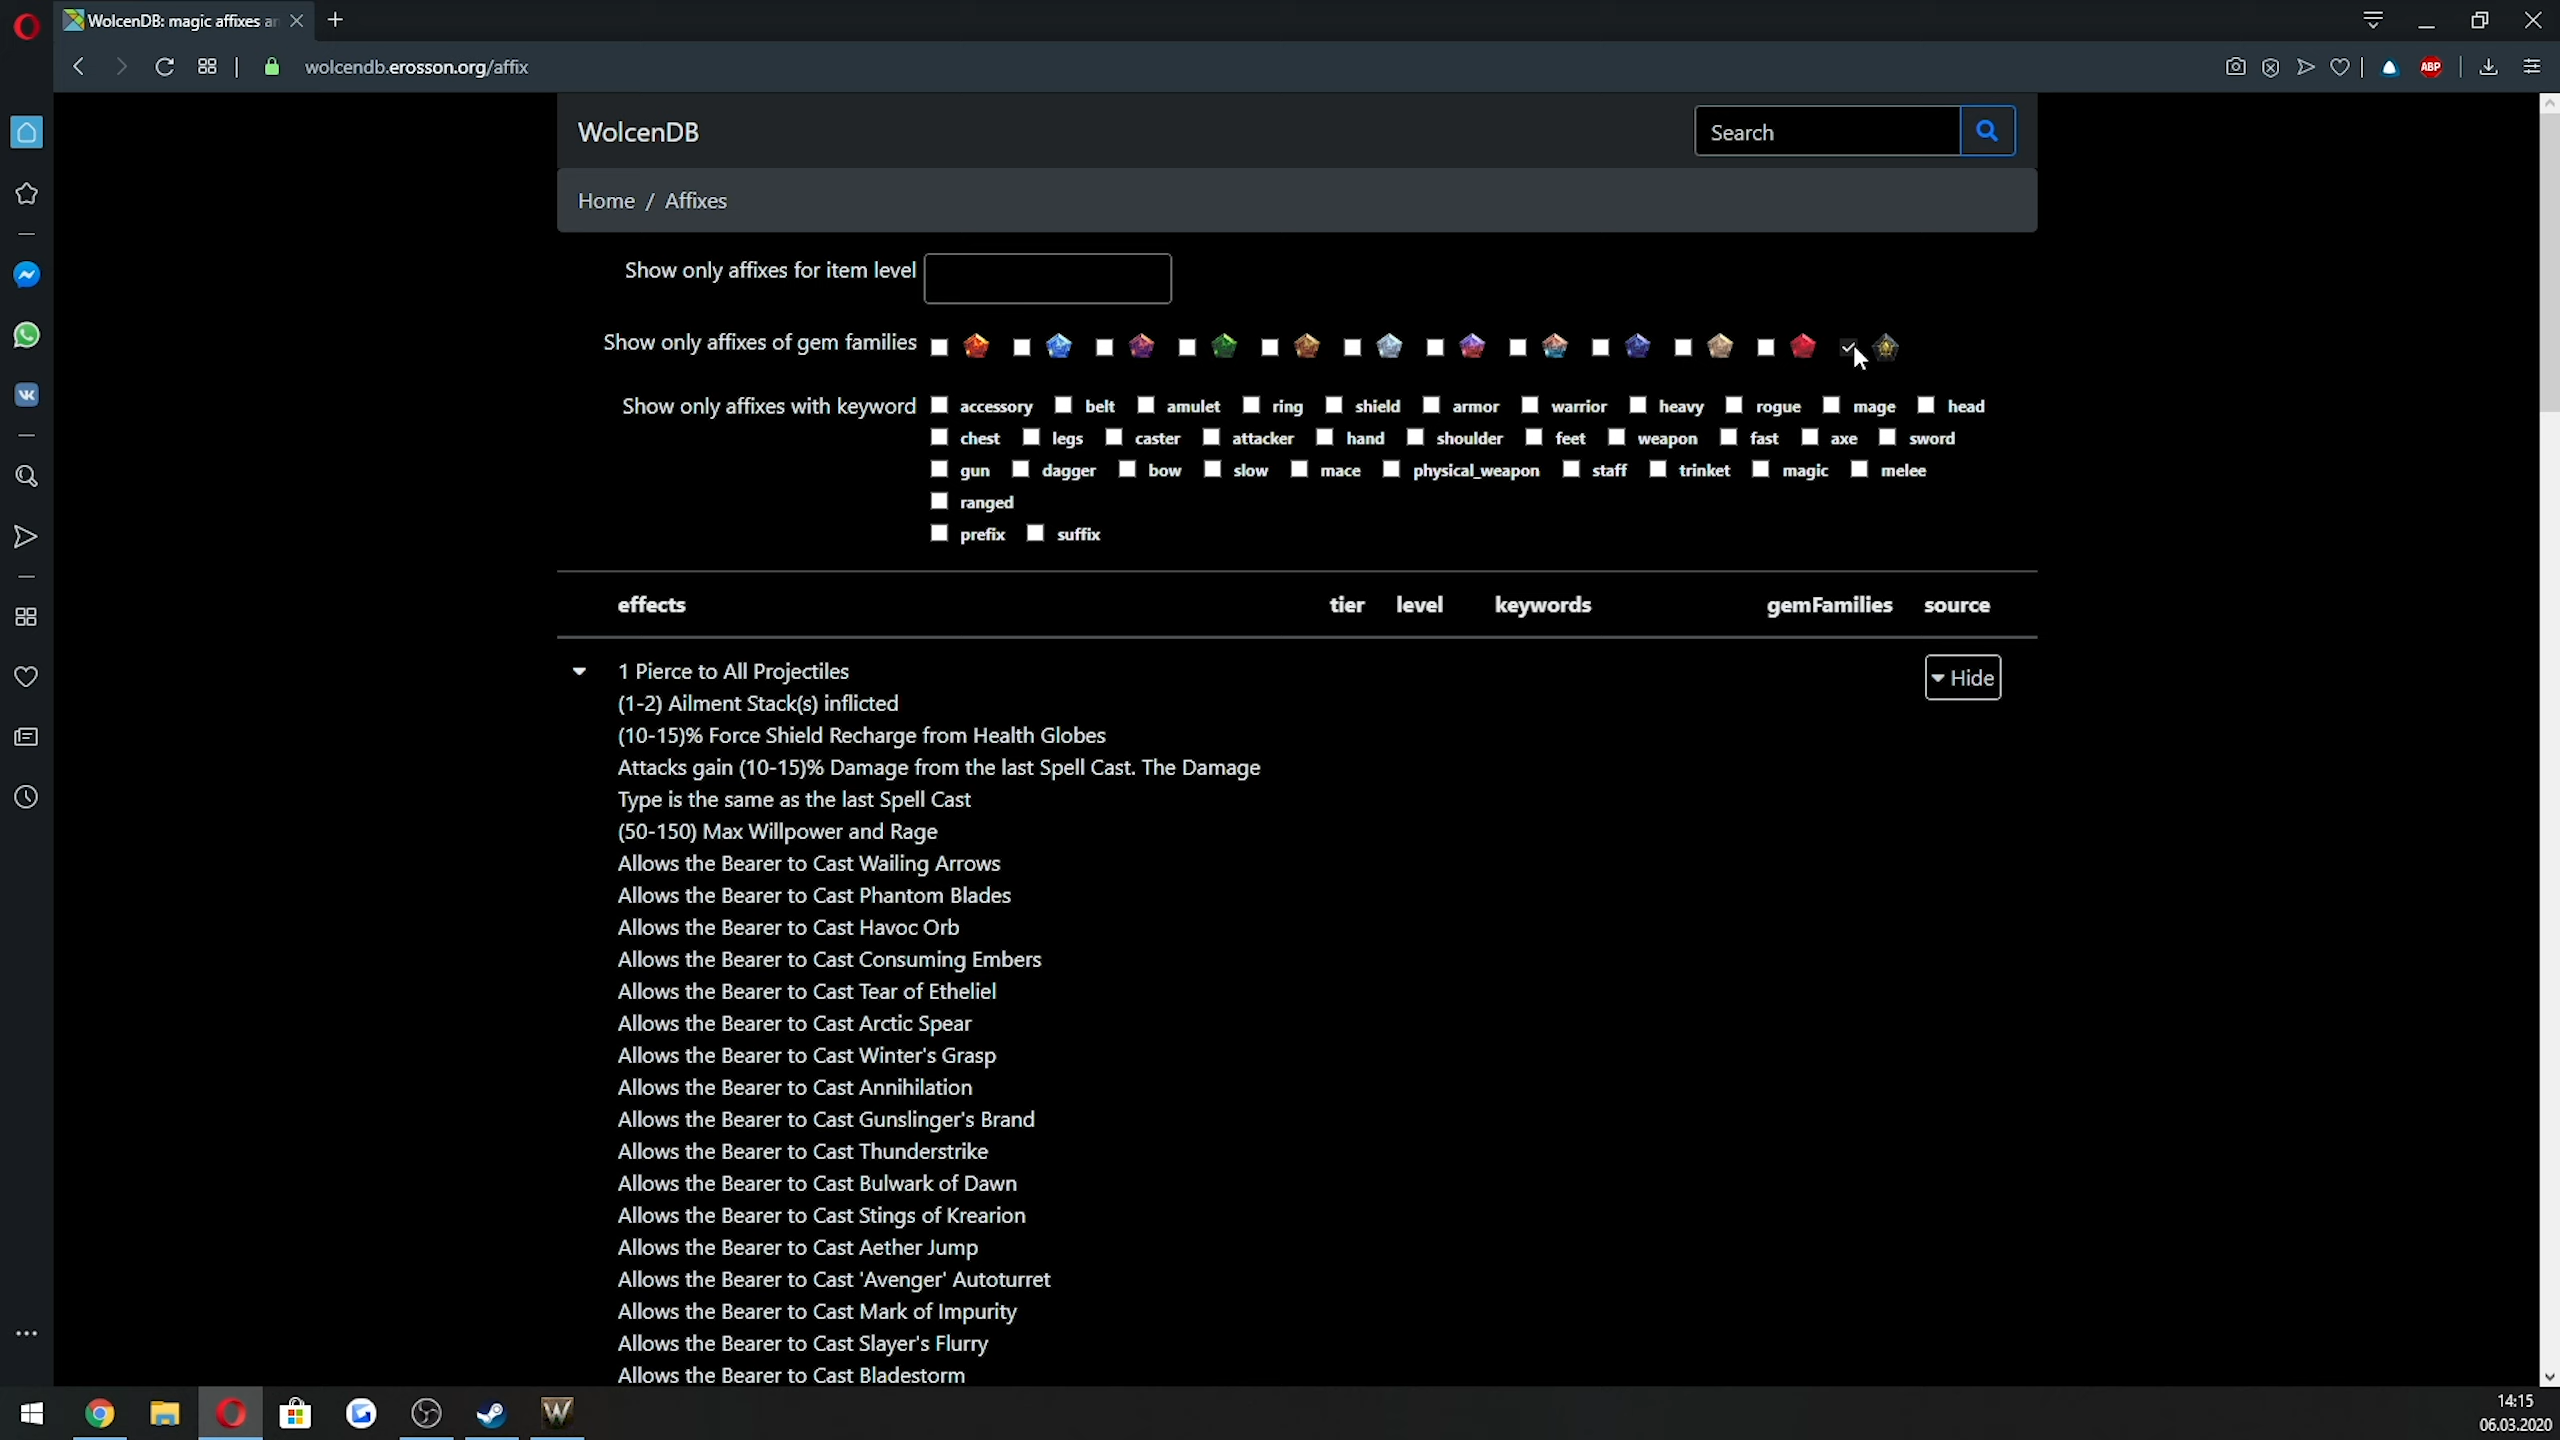 WolcenDB: magic affixes ar
wolcendb.erosson.org/affix
ABP
WolcenDB
Search
Home / Affixes
Show only affixes for item level
Show only affixes of gem families
Show only affixes with keyword
accessory belt amulet ring shield armor warrior heavy rogue mage head
chest legs caster attacker hand shoulder feet weapon fast axe sword
gun dagger bow slow mace physical_weapon staff trinket magic melee
ranged
prefix suffix
effects tier level keywords gemFamilies source
1 Pierce to All Projectiles
Hide
(1-2) Ailment Stack(s) inflicted
(10-15)% Force Shield Recharge from Health Globes
Attacks gain (10-15)% Damage from the last Spell Cast. The Damage
Type is the same as the last Spell Cast
(50-150) Max Willpower and Rage
Allows the Bearer to Cast Wailing Arrows
Allows the Bearer to Cast Phantom Blades
Allows the Bearer to Cast Havoc Orb
Allows the Bearer to Cast Consuming Embers
Allows the Bearer to Cast Tear of Etheliel
Allows the Bearer to Cast Arctic Spear
Allows the Bearer to Cast Winter's Grasp
Allows the Bearer to Cast Annihilation
Allows the Bearer to Cast Gunslinger's Brand
Allows the Bearer to Cast Thunderstrike
Allows the Bearer to Cast Bulwark of Dawn
Allows the Bearer to Cast Stings of Krearion
Allows the Bearer to Cast Aether Jump
Allows the Bearer to Cast 'Avenger' Autoturret
Allows the Bearer to Cast Mark of Impurity
Allows the Bearer to Cast Slayer's Flurry
Allows the Bearer to Cast Bladestorm
14:15
06.03.2020